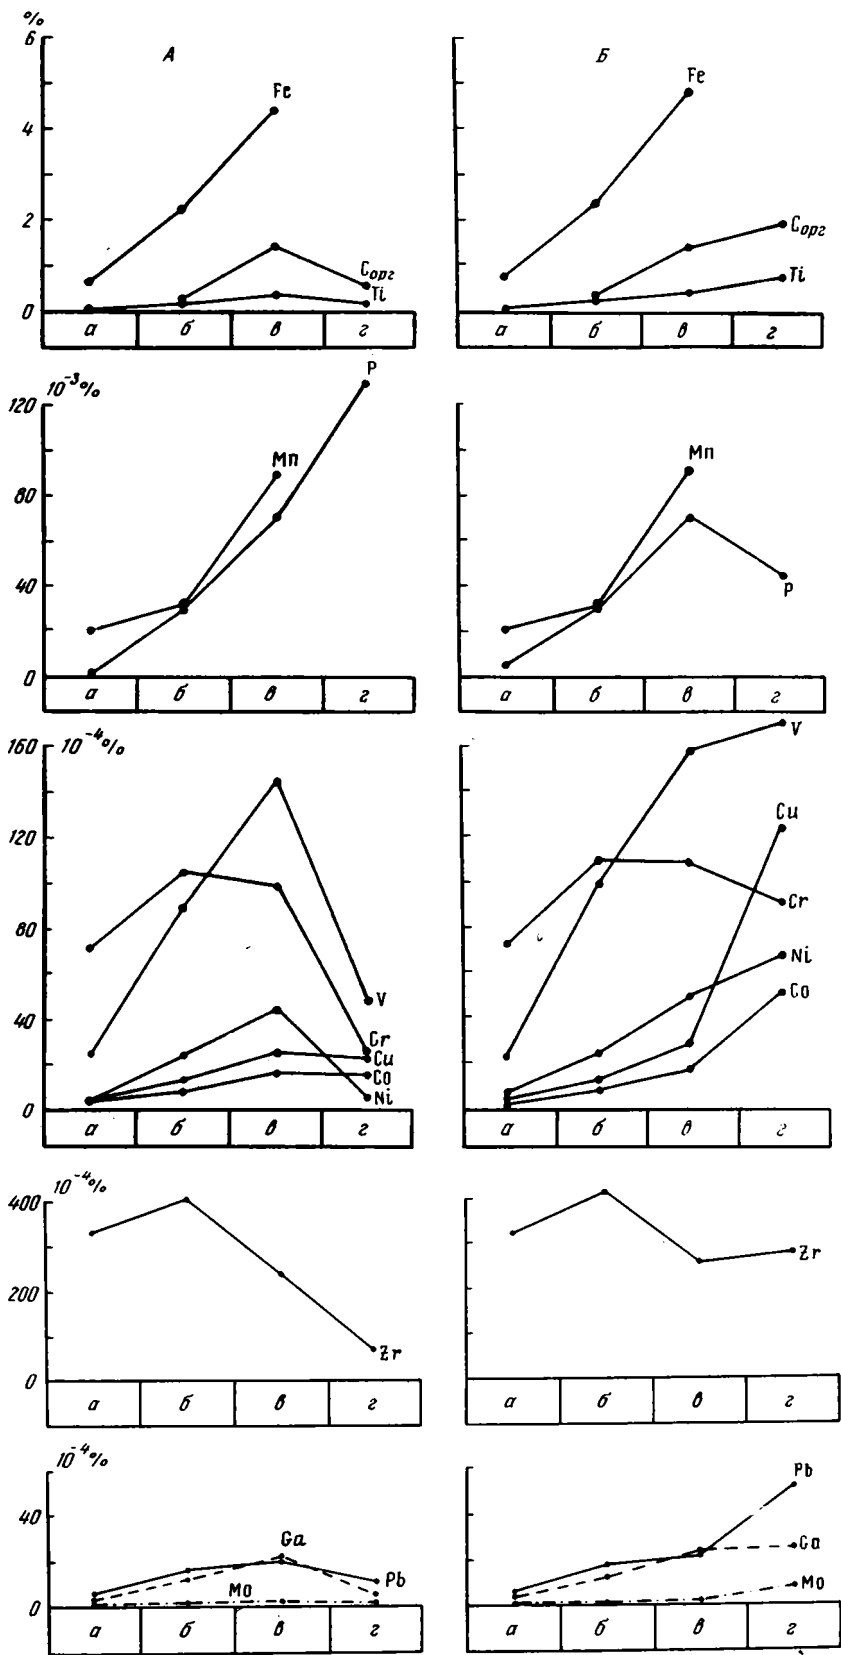 %
6
А
Б
Fe
Fe
4
2
Cорг
Ti
Cорг
Ti
0
а б в г
а б в г
10⁻³%
120
P
Mn
Mn
80
40
P
0
а б в г
а б в г
160
10⁻⁴%
V
Cu
120
Cr
80
Ni
Co
40
V
Cr
Cu
Co
Ni
0
а б в г
а б в г
10⁻⁴%
400
Zr
200
Zr
0
а б в г
а б в г
10⁻⁴%
Pb
40
Ga
Ga
Pb
Mo
Mo
0
а б в г
а б в г